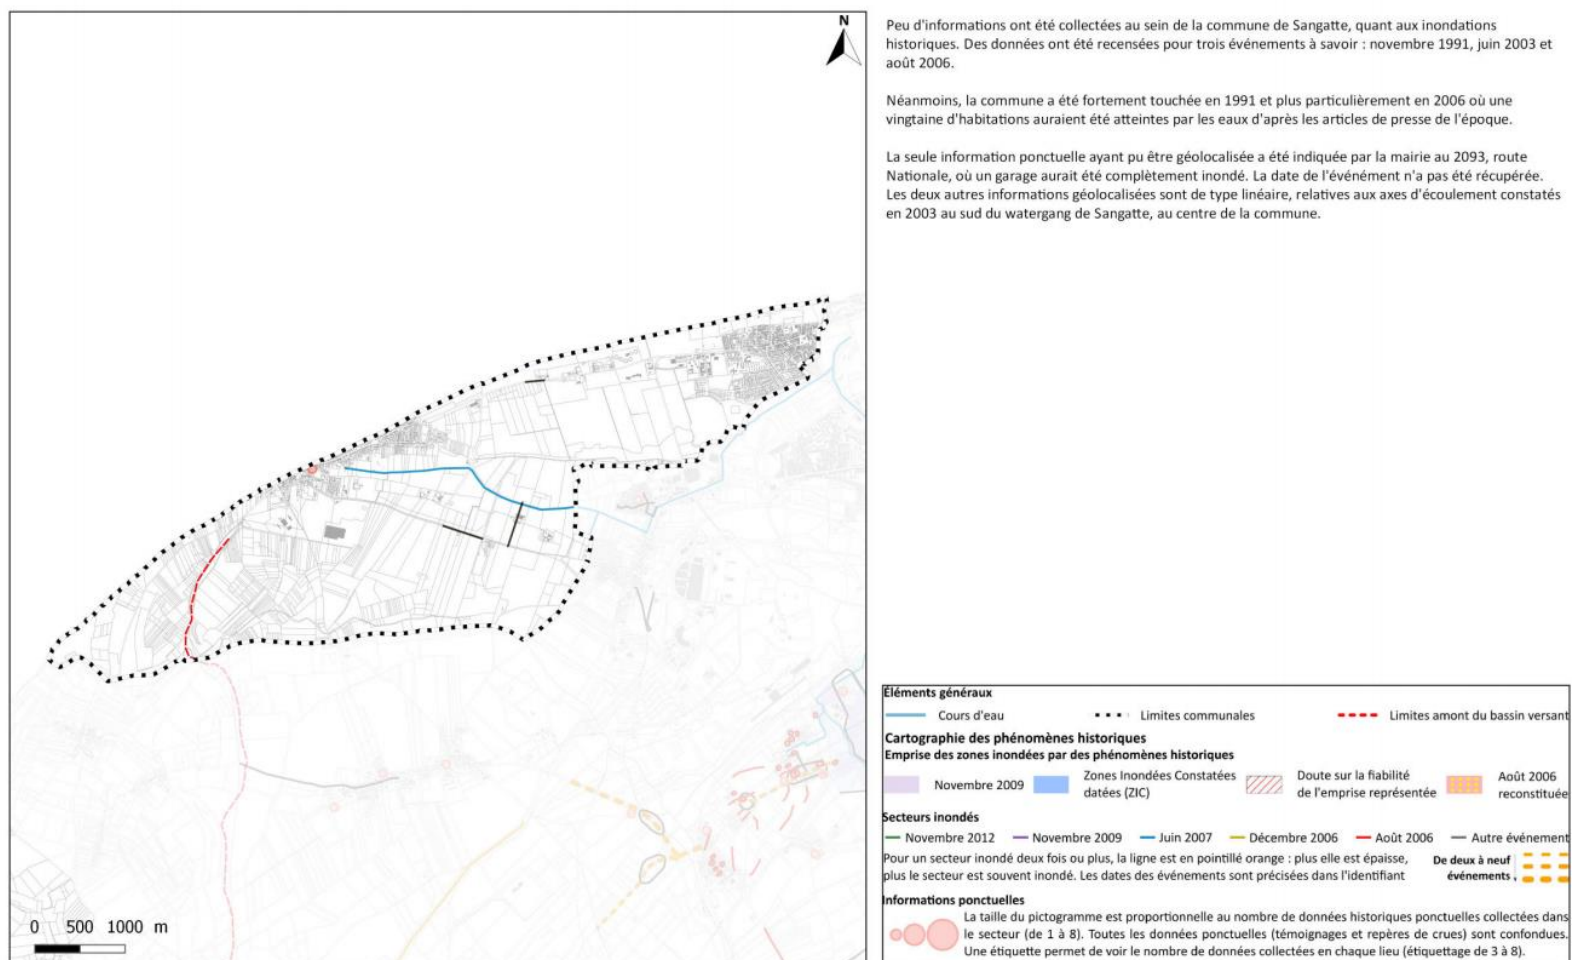 N
Peu d'informations ont été collectées au sein de la commune de Sangatte, quant aux inondations
historiques. Des données ont été recensées pour trois événements à savoir : novembre 1991, juin 2003 et
août 2006.
Néanmoins, la commune a été fortement touchée en 1991 et plus particulièrement en 2006 où une
vingtaine d'habitations auraient été atteintes par les eaux d'après les articles de presse de l'époque.
La seule information ponctuelle ayant pu être géolocalisée a été indiquée par la mairie au 2093, route
Nationale, où un garage aurait été complètement inondé. La date de l'événément n'a pas été récupérée.
Les deux autres informations géolocalisées sont de type linéaire, relatives aux axes d'écoulement constatés
en 2003 au sud du watergang de Sangatte, au centre de la commune.
0 500 1000 m
Éléments généraux
Cours d'eau Limites communales Limites amont du bassin versant
Cartographie des phénomènes historiques
Emprise des zones inondées par des phénomènes historiques
Novembre 2009
Zones Inondées Constatées
datées (ZIC)
Doute sur la fiabilité
de l'emprise représentée
Août 2006
reconstituée
Secteurs inondés
Novembre 2012 Novembre 2009 Juin 2007 Décembre 2006 Août 2006 Autre événement
Pour un secteur inondé deux fois ou plus, la ligne est en pointillé orange : plus elle est épaisse,
plus le secteur est souvent inondé. Les dates des événements sont précisées dans l'identifiant
De deux à neuf
événements
Informations ponctuelles
La taille du pictogramme est proportionnelle au nombre de données historiques ponctuelles collectées dans
le secteur (de 1 à 8). Toutes les données ponctuelles (témoignages et repères de crues) sont confondues.
Une étiquette permet de voir le nombre de données collectées en chaque lieu (étiquettage de 3 à 8).